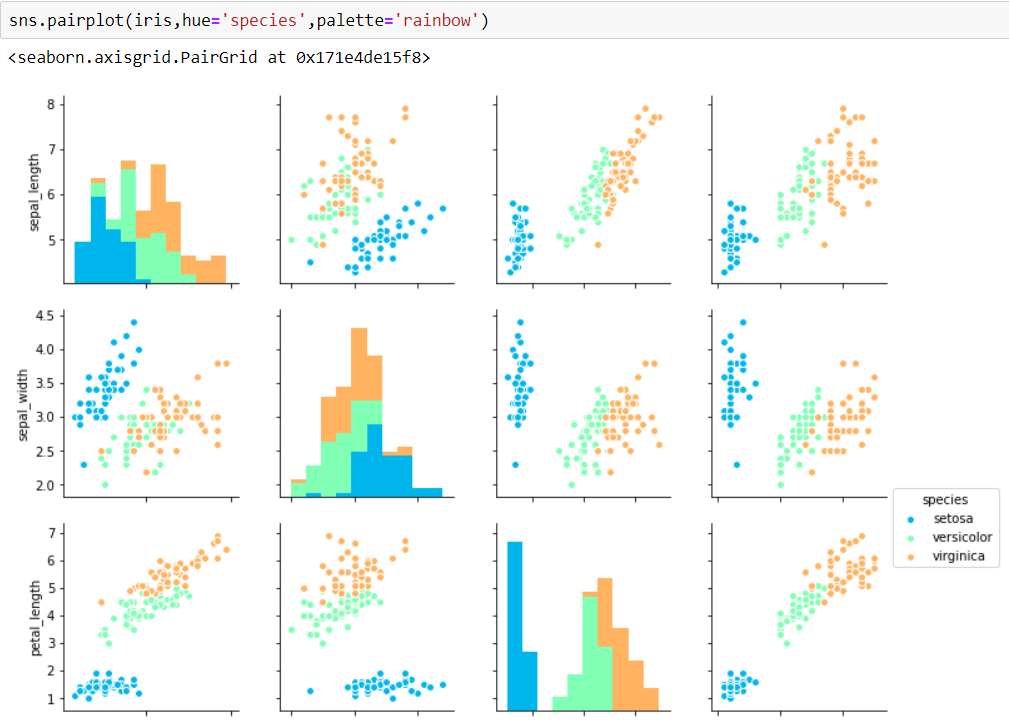 sns.pairplot(iris,hue='species',palette='rainbow')
<seaborn.axisgrid.PairGrid at 0x171e4de15f8>
8
7
6
5
sepal_length
4.5
4.0
3.5
3.0
2.5
2.0
sepal_width
species
setosa
versicolor
virginica
7
6
5
4
3
2
1
petal_length